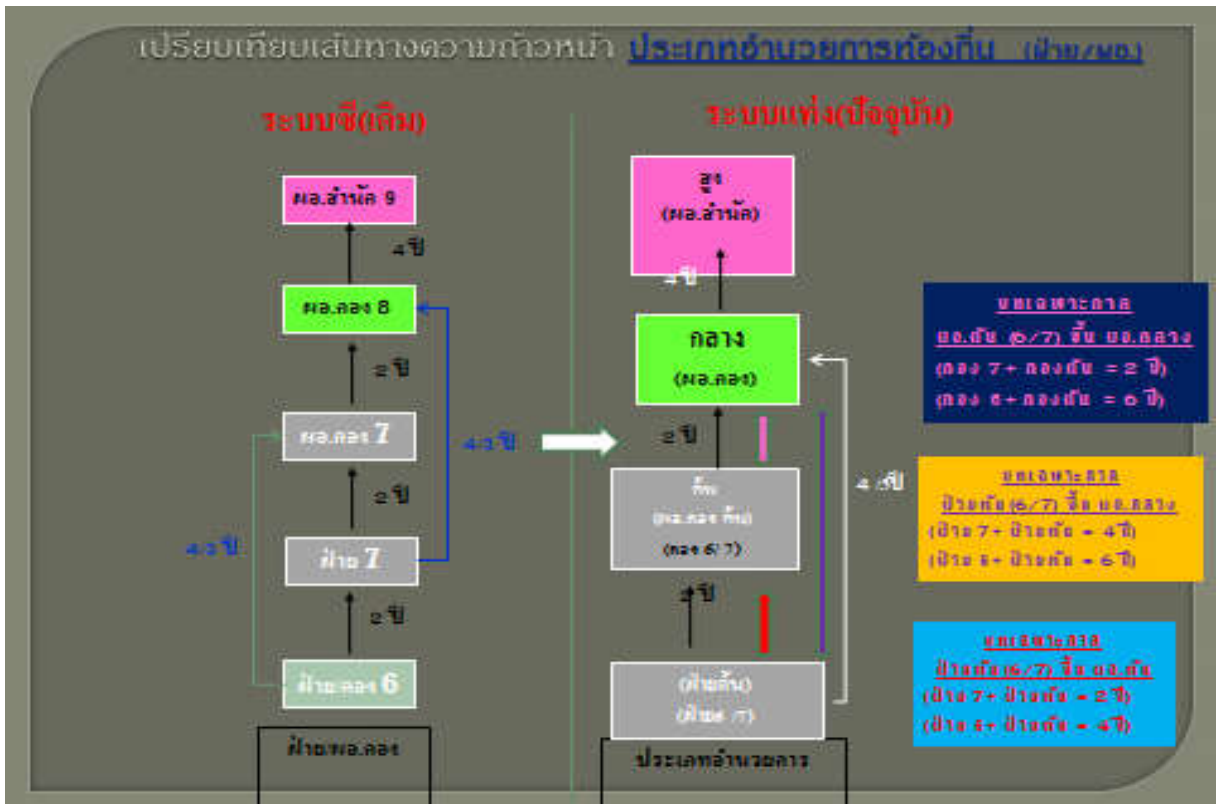 เปรียบเทียบเส้นทางความก้าวหน้า ประเภทอำนวยการท้องถิ่น (ฝ่าย/ผอ.)
ระบบซี(เดิม)
ผอ.สำนัก 9
4 ปี
ผอ.กอง 8
2 ปี
ผอ.กอง 7
4/2 ปี
2 ปี
4/2 ปี
ฝ่าย 7
2 ปี
ฝ่าย/กอง 6
ฝ่าย/ผอ.กอง
ระบบแท่ง(ปัจจุบัน)
สูง
(ผอ.สำนัก)
4 ปี
กลาง
(ผอ.กอง)
2 ปี
ต้น
(ผอ.กอง ต้น)
(กอง 6/ 7)
2 ปี
(ฝ่ายต้น)
(ฝ่าย6 /7)
ประเภทอำนวยการ
บทเฉพาะกาล
ผอ.ต้น (6/7) ขึ้น ผอ.กลาง
(กอง 7+ กองต้น = 2 ปี)
(กอง 6+ กองต้น = 6 ปี)
บทเฉพาะกาล
ฝ่ายต้น(6/7) ขึ้น ผอ.กลาง
(ฝ่าย 7+ ฝ่ายต้น = 4 ปี)
(ฝ่าย 6+ ฝ่ายต้น = 6 ปี)
บทเฉพาะกาล
ฝ่ายต้น(6/7) ขึ้น ผอ.ต้น
(ฝ่าย 7+ ฝ่ายต้น = 2 ปี)
(ฝ่าย 6+ ฝ่ายต้น = 4 ปี)